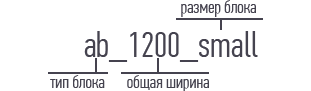 размер блока
ab_1200_small
тип блока общая ширина